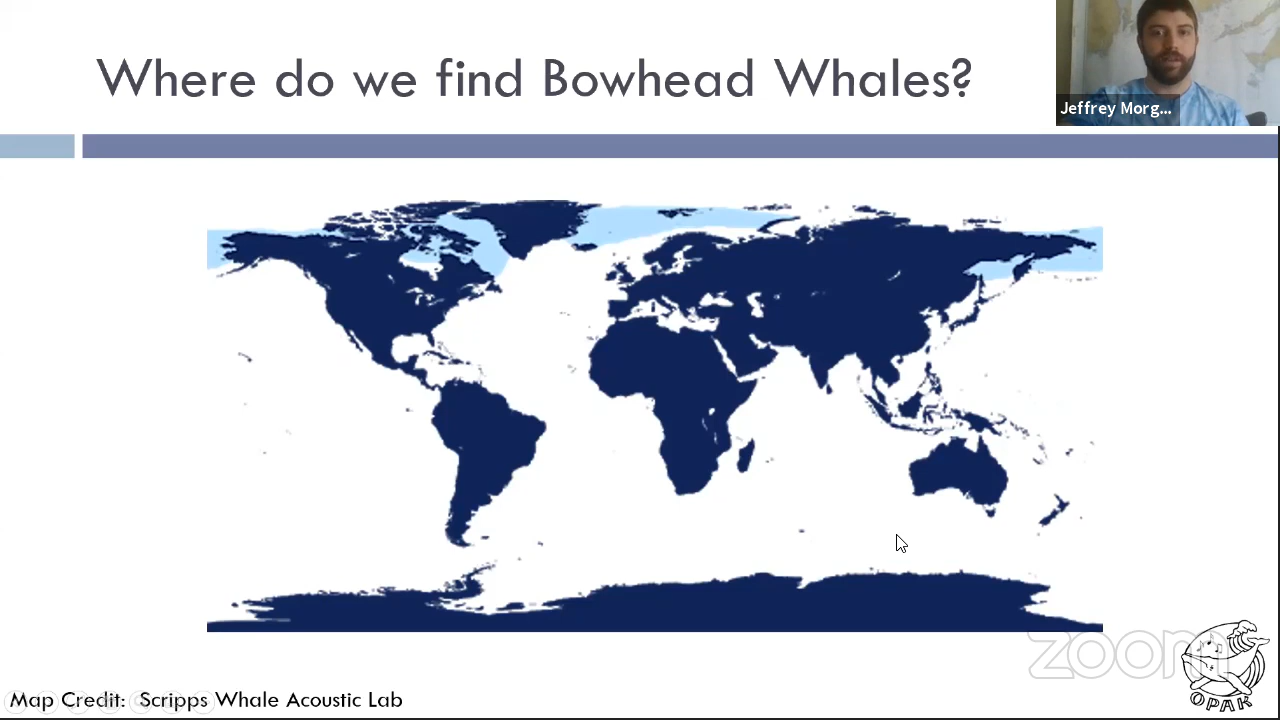 Where do we find Bowhead Whales?
Jeffrey Morg...
zoom
OPAK
Map Credit: Scripps Whale Acoustic Lab